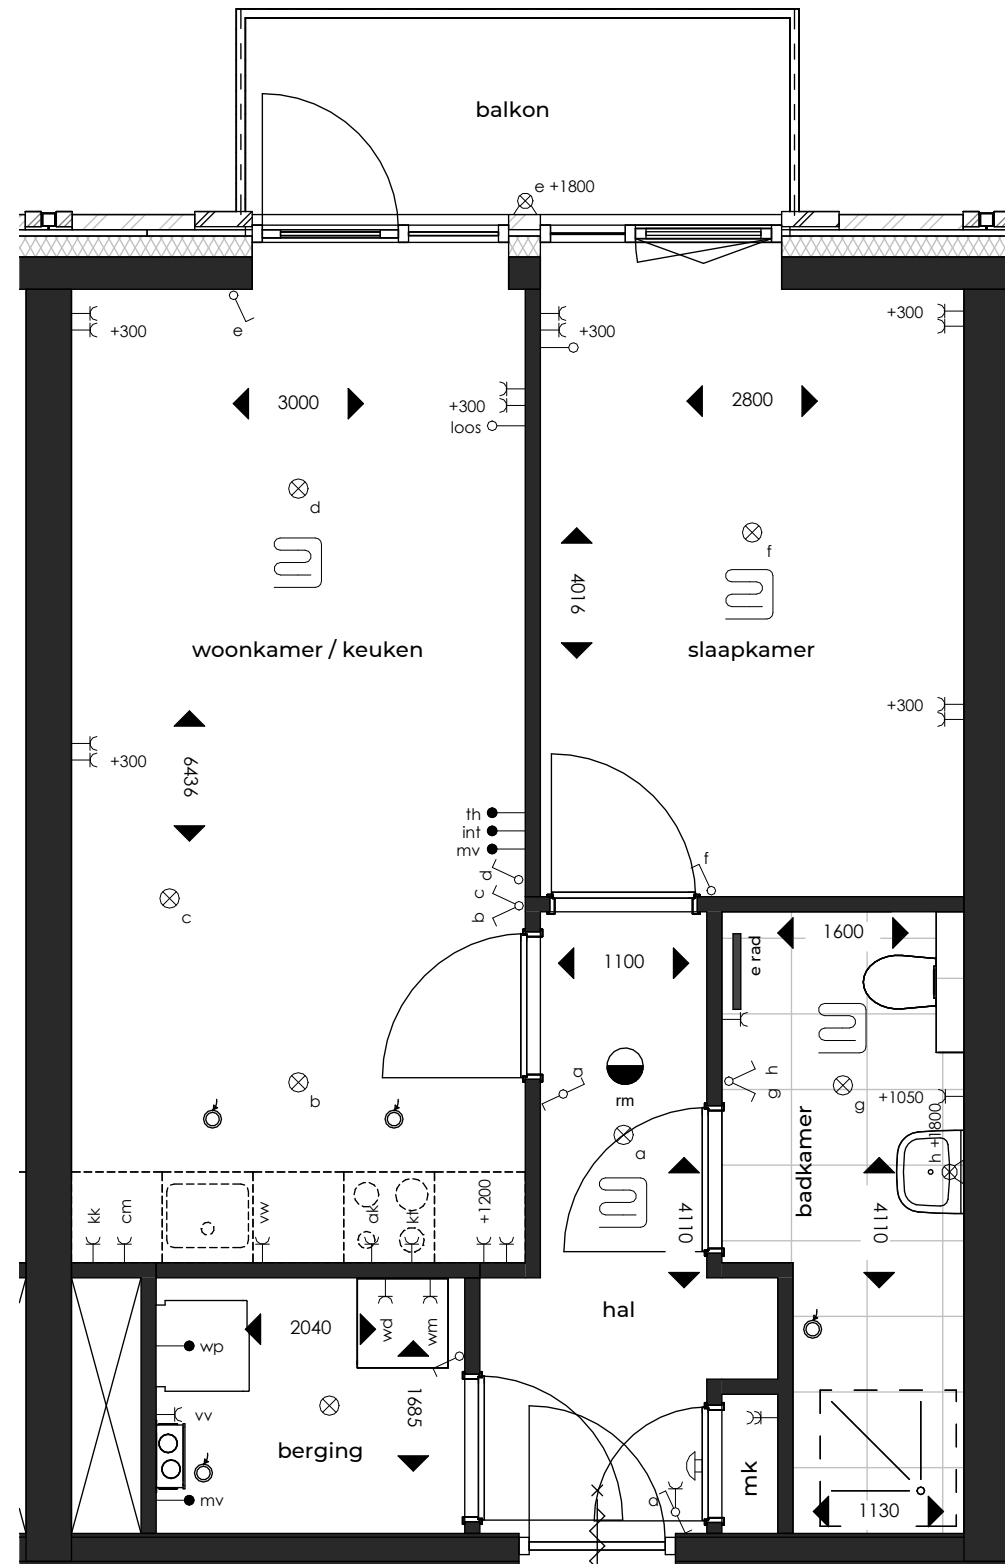 balkon
e +1800
+300
e
+300
+300
3000
2800
+300
loos
d
f
4016
woonkamer / keuken
slaapkamer
+300
+300
6436
th
int
mv
d
c
b
f
c
1100
1600
e rad
a
rm
h
g
g
+1050
h +1800
b
a
badkamer
4110
4110
kk
cm
vw
ak
kt
+1200
hal
2040
wd
wm
wp
1685
vv
berging
mv
a
mk
1130